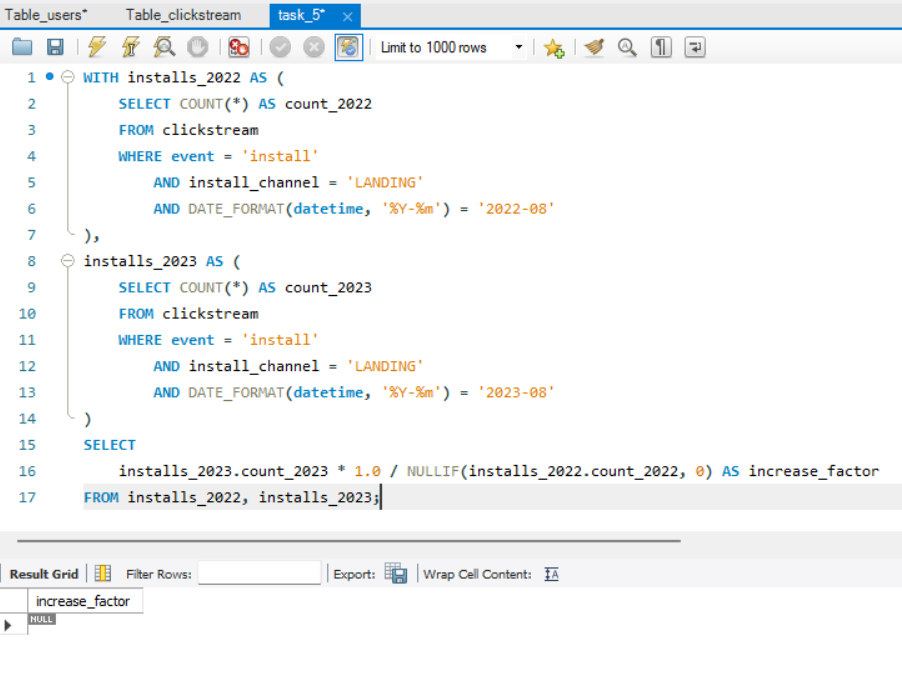 Table_users* Table_clickstream task_5* ×
Limit to 1000 rows
1 WITH installs_2022 AS (
2 SELECT COUNT(*) AS count_2022
3 FROM clickstream
4 WHERE event = 'install'
5 AND install_channel = 'LANDING'
6 AND DATE_FORMAT(datetime, '%Y-%m') = '2022-08'
7 ),
8 installs_2023 AS (
9 SELECT COUNT(*) AS count_2023
10 FROM clickstream
11 WHERE event = 'install'
12 AND install_channel = 'LANDING'
13 AND DATE_FORMAT(datetime, '%Y-%m') = '2023-08'
14 )
15 SELECT
16 installs_2023.count_2023 * 1.0 / NULLIF(installs_2022.count_2022, 0) AS increase_factor
17 FROM installs_2022, installs_2023;
Result Grid Filter Rows: Export: Wrap Cell Content: IA
increase_factor
NULL